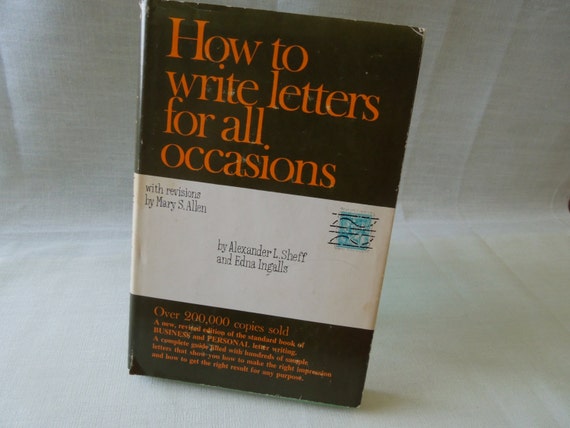 How to
write letters
for all
occasions
with revisions
by Mary S. Allen
by Alexander L. Sheff
and Edna Ingalls
Over 200,000 copies sold
A new, revised edition of the standard book of
BUSINESS and PERSONAL letter writing.
A complete guide filled with hundreds of sample
letters that show you how to make the right impression
and how to get the right result for any purpose.